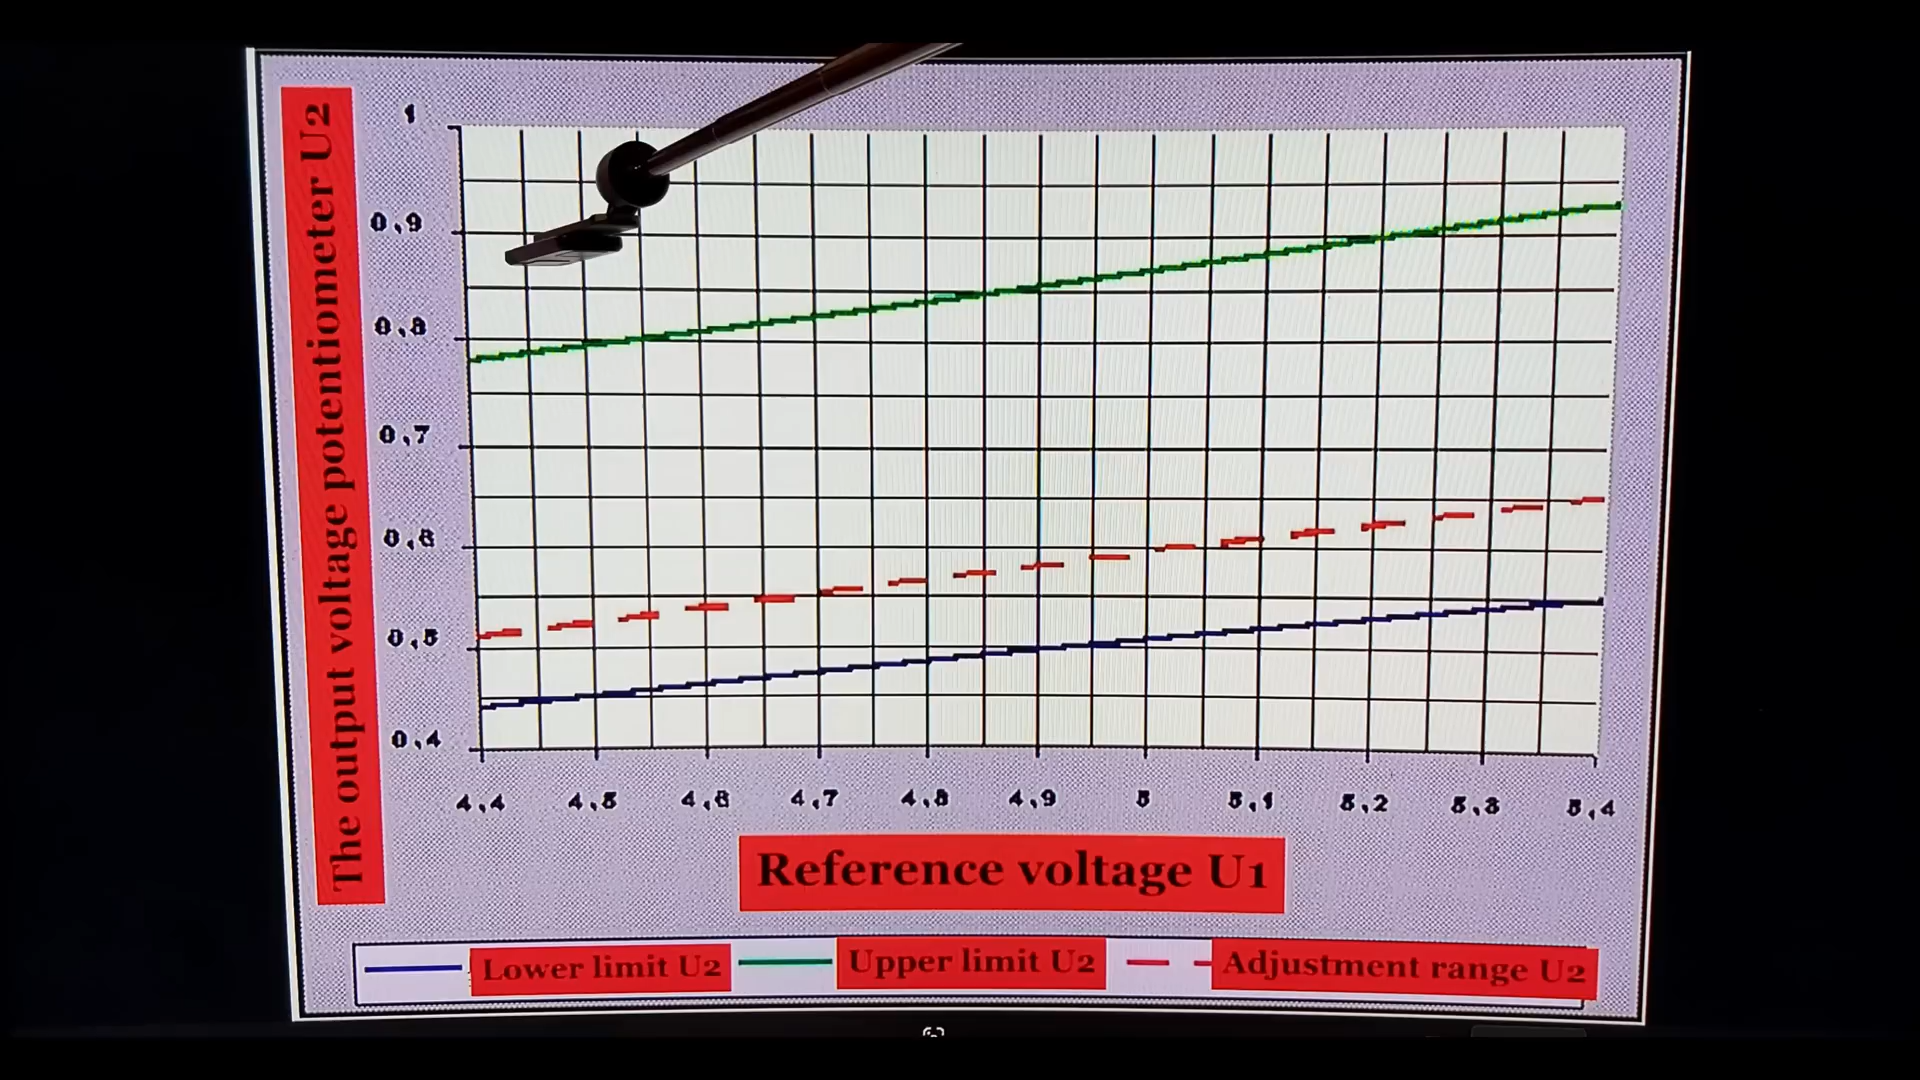 The output voltage potentiometer U2
1
0,9
0,8
0,7
0,6
0,5
0,4
4,4 4,5 4,6 4,7 4,8 4,9 5 5,1 5,2 5,3 5,4
Reference voltage U1
Lower limit U2 Upper limit U2 Adjustment range U2